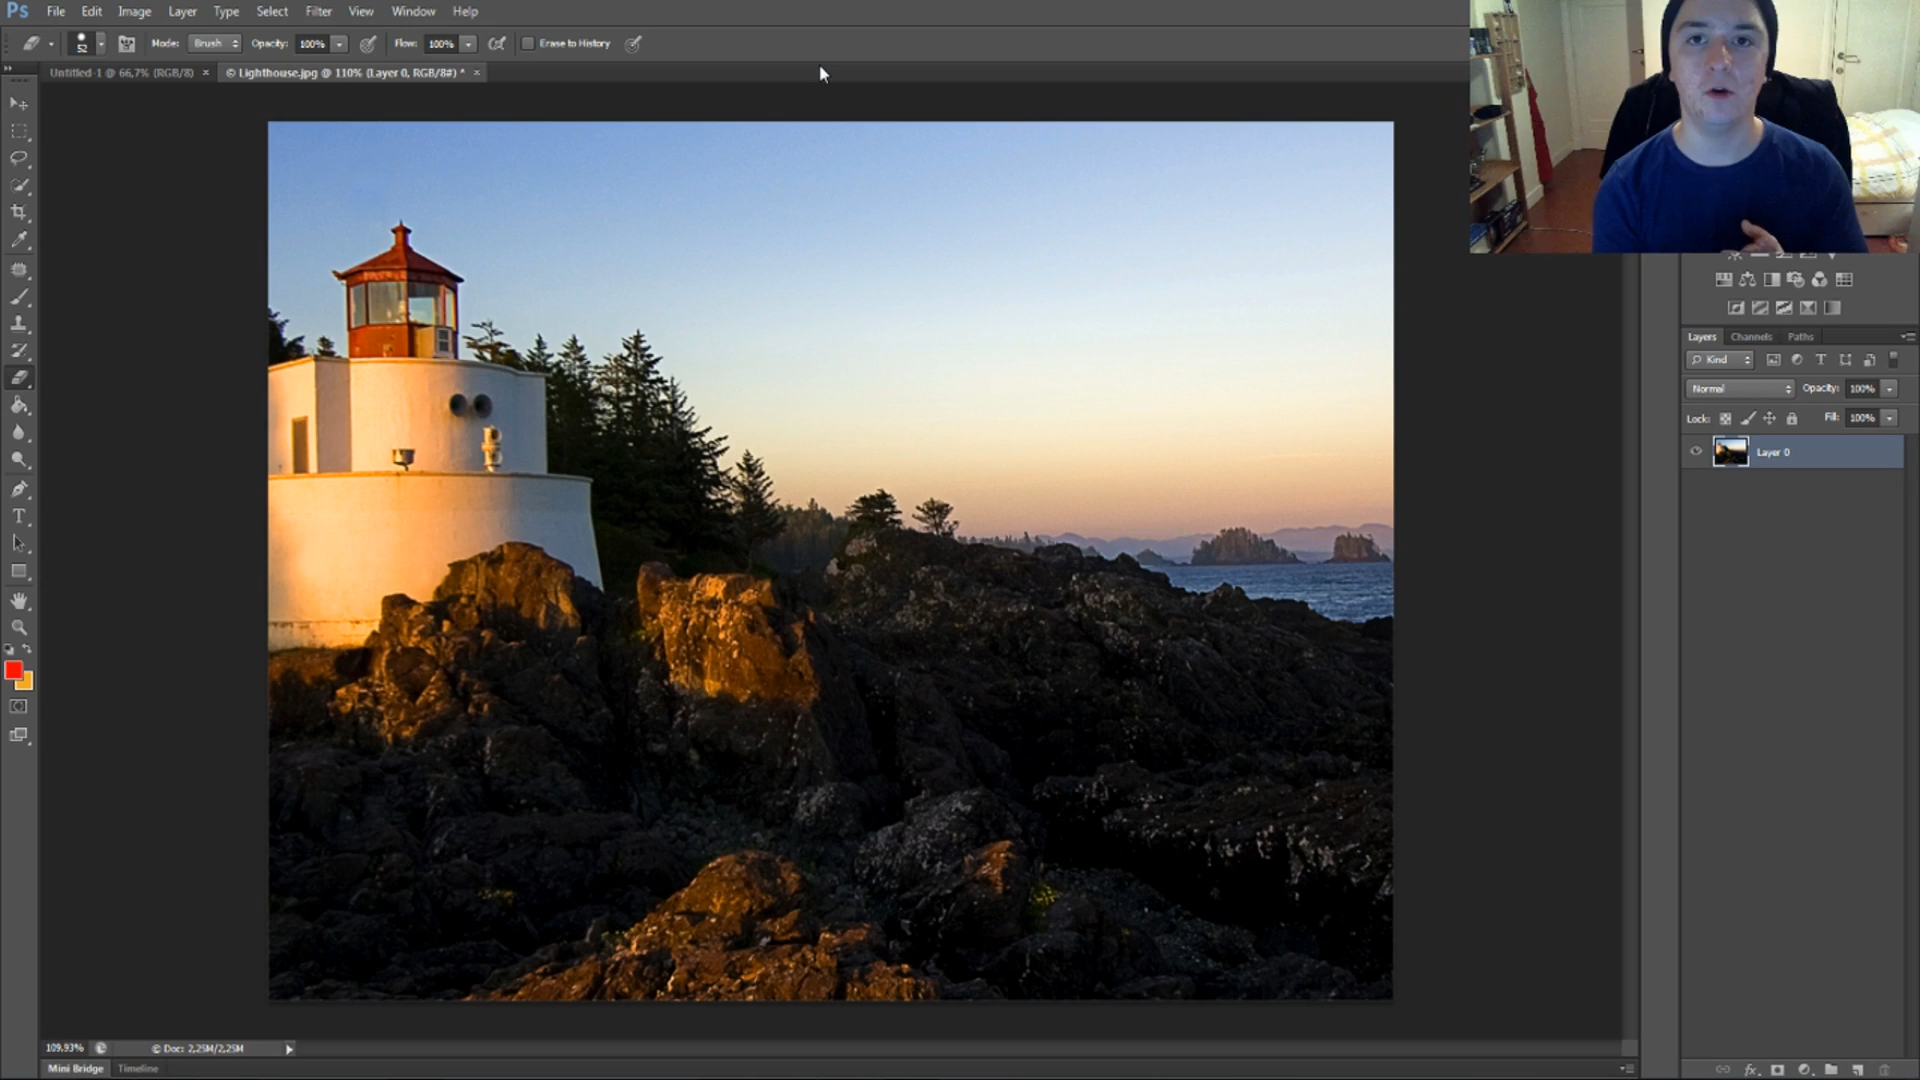 Ps File Edit Image Layer Type Select Filter View Window Help
52 Mode: Brush Opacity: 100% Flow: 100% Erase to History
Untitled-1 @ 66,7% (RGB/8) × © Lighthouse.jpg @ 110% (Layer 0, RGB/8#) * ×
Layers Channels Paths
Kind
Normal Opacity: 100%
Lock: Fill: 100%
Layer 0
109,93% © Doc: 2,25M/2,25M
Mini Bridge Timeline